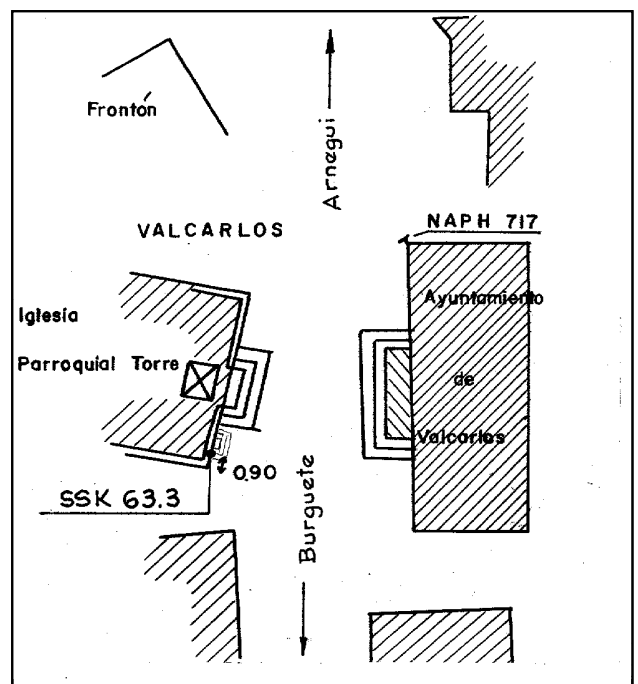 Frontón
Arnegui
VALCARLOS
NAPH 717
Iglesia
Parroquial Torre
Ayuntamiento
de
Valcarlos
0.90
SSK 63.3
Burguete